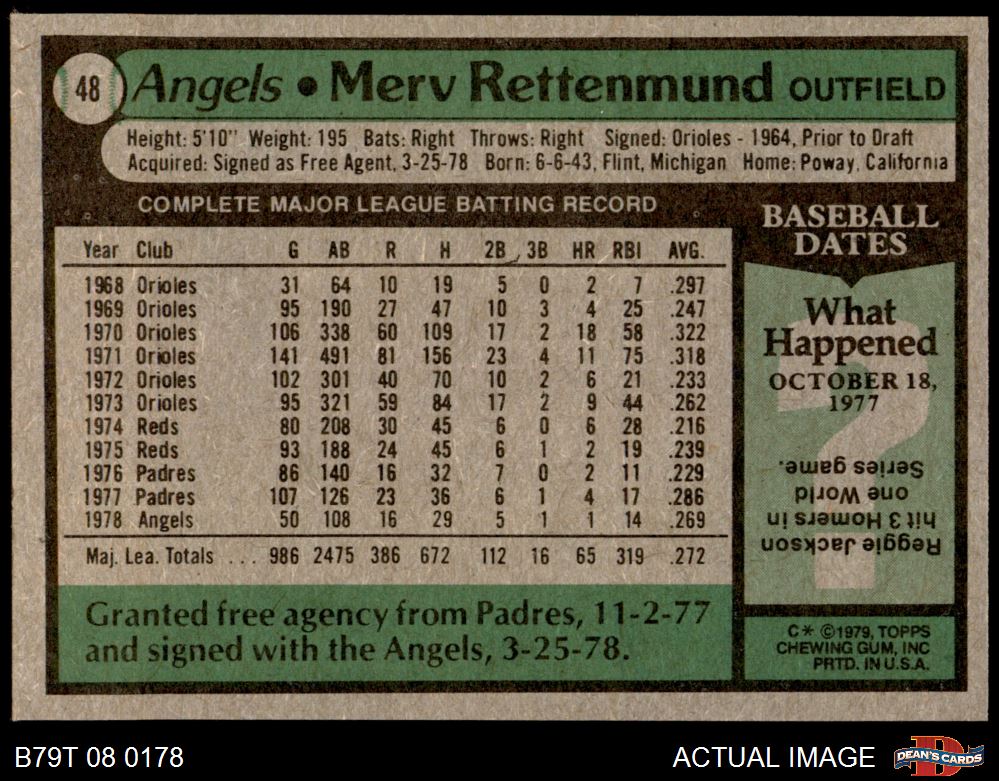 48 Angels • Merv Rettenmund OUTFIELD
Height: 5'10" Weight: 195 Bats: Right Throws: Right Signed: Orioles - 1964, Prior to Draft
Acquired: Signed as Free Agent, 3-25-78 Born: 6-6-43, Flint, Michigan Home: Poway, California
COMPLETE MAJOR LEAGUE BATTING RECORD
Year Club G AB R H 2B 3B HR RBI AVG.
1968 Orioles 31 64 10 19 5 0 2 7 .297
1969 Orioles 95 190 27 47 10 3 4 25 .247
1970 Orioles 106 338 60 109 17 2 18 58 .322
1971 Orioles 141 491 81 156 23 4 11 75 .318
1972 Orioles 102 301 40 70 10 2 6 21 .233
1973 Orioles 95 321 59 84 17 2 9 44 .262
1974 Reds 80 208 30 45 6 0 6 28 .216
1975 Reds 93 188 24 45 6 1 2 19 .239
1976 Padres 86 140 16 32 7 0 2 11 .229
1977 Padres 107 126 23 36 6 1 4 17 .286
1978 Angels 50 108 16 29 5 1 1 14 .269
Maj. Lea. Totals ... 986 2475 386 672 112 16 65 319 .272
Granted free agency from Padres, 11-2-77
and signed with the Angels, 3-25-78.
BASEBALL
DATES
What
Happened
OCTOBER 18,
1977
?
Reggie Jackson
hit 3 Homers in
one World
Series game.
C* ©1979, TOPPS
CHEWING GUM, INC
PRTD. IN U.S.A.
B79T 08 0178
ACTUAL IMAGE
D
DEAN'S CARDS